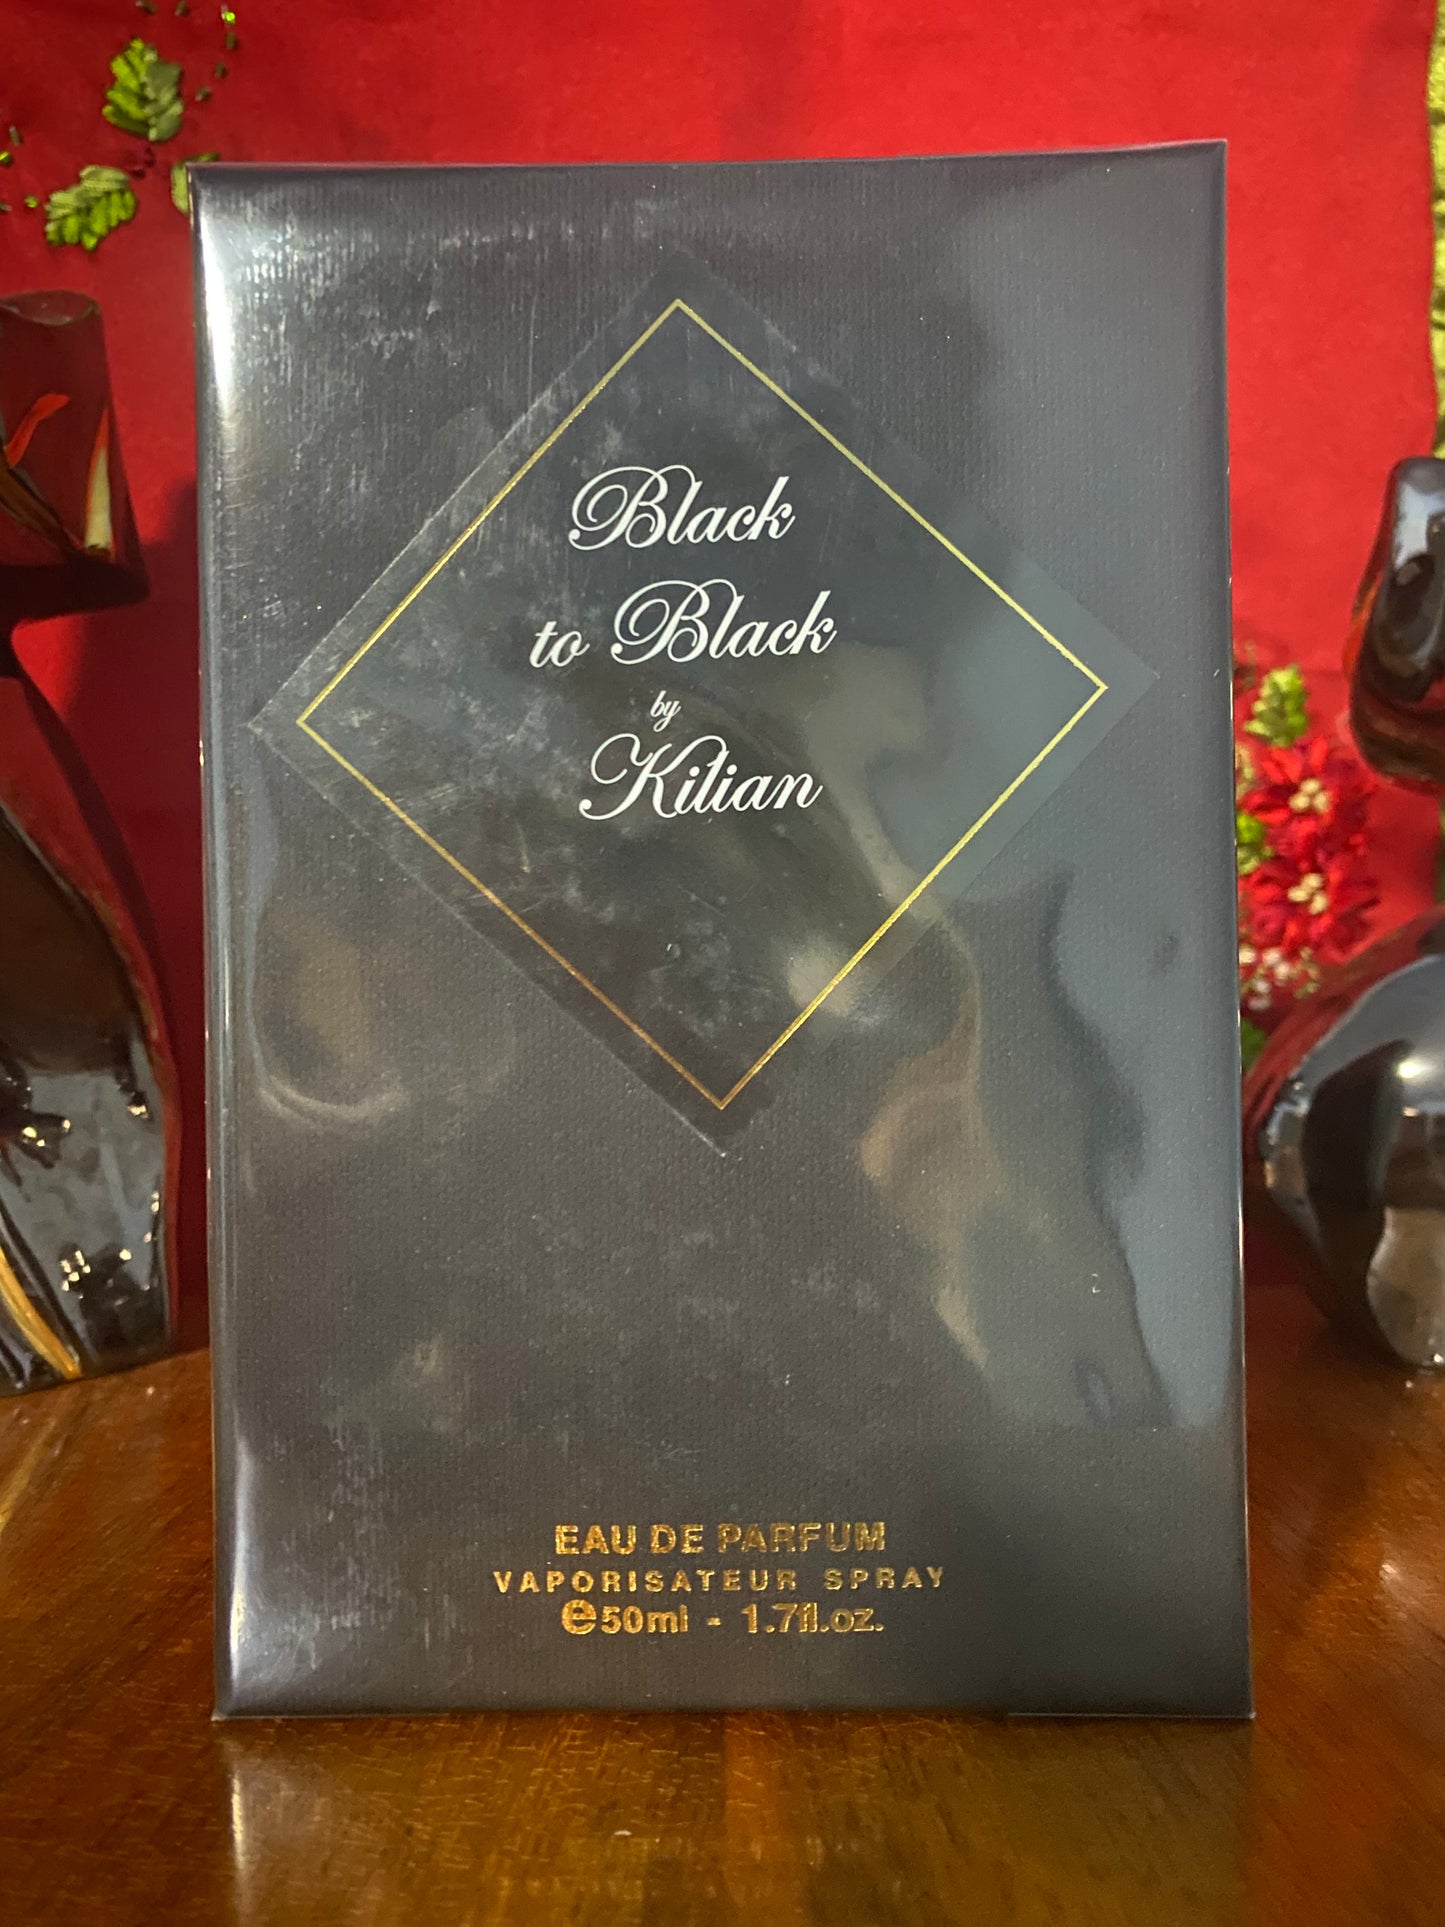 Black
to Black
by
Kilian
EAU DE PARFUM
VAPORISATEUR SPRAY
℮50ml - 1.7fl.oz.